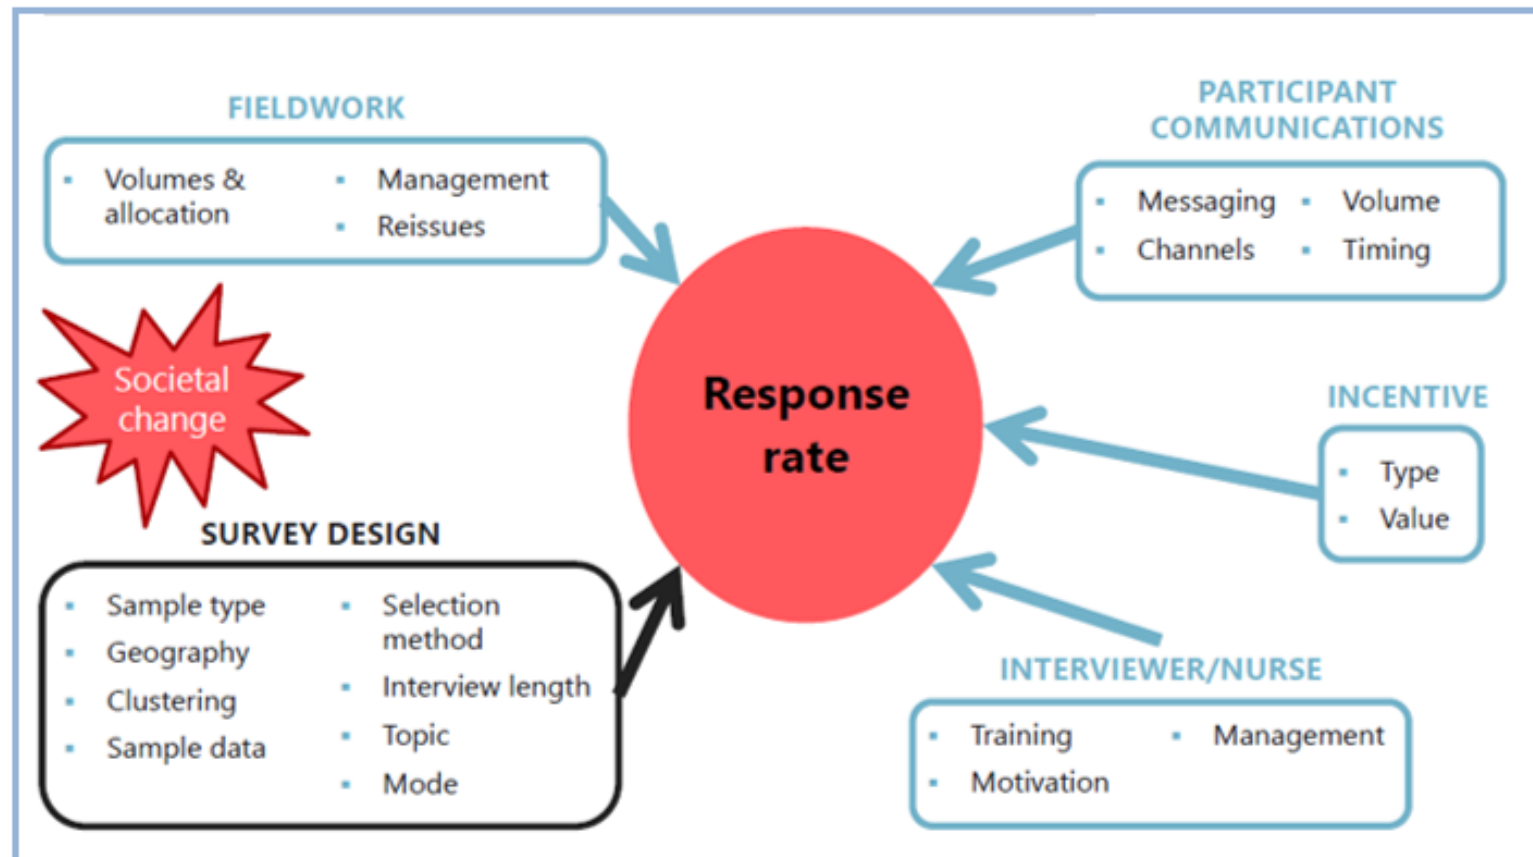 FIELDWORK
▪ Volumes &
allocation
▪ Management
▪ Reissues
PARTICIPANT
COMMUNICATIONS
▪ Messaging ▪ Volume
▪ Channels ▪ Timing
Societal
change
Response
rate
INCENTIVE
▪ Type
▪ Value
SURVEY DESIGN
▪ Sample type
▪ Geography
▪ Clustering
▪ Sample data
▪ Selection
method
▪ Interview length
▪ Topic
▪ Mode
INTERVIEWER/NURSE
▪ Training ▪ Management
▪ Motivation